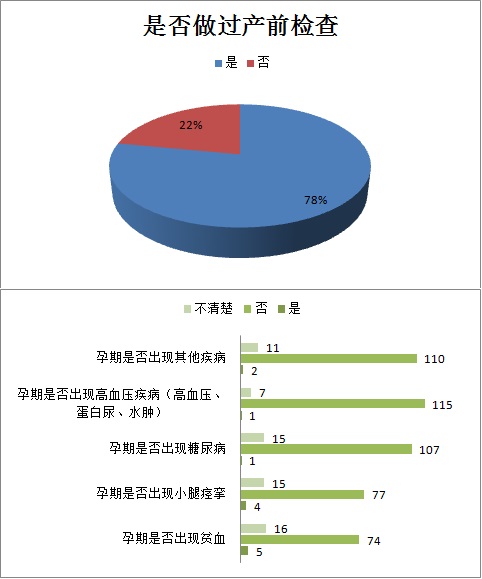 是否做过产前检查
是 否
22%
78%
不清楚 否 是
孕期是否出现其他疾病
11
110
2
孕期是否出现高血压疾病（高血压、
蛋白尿、水肿）
7
115
1
孕期是否出现糖尿病
15
107
1
孕期是否出现小腿痉挛
15
77
4
孕期是否出现贫血
16
74
5